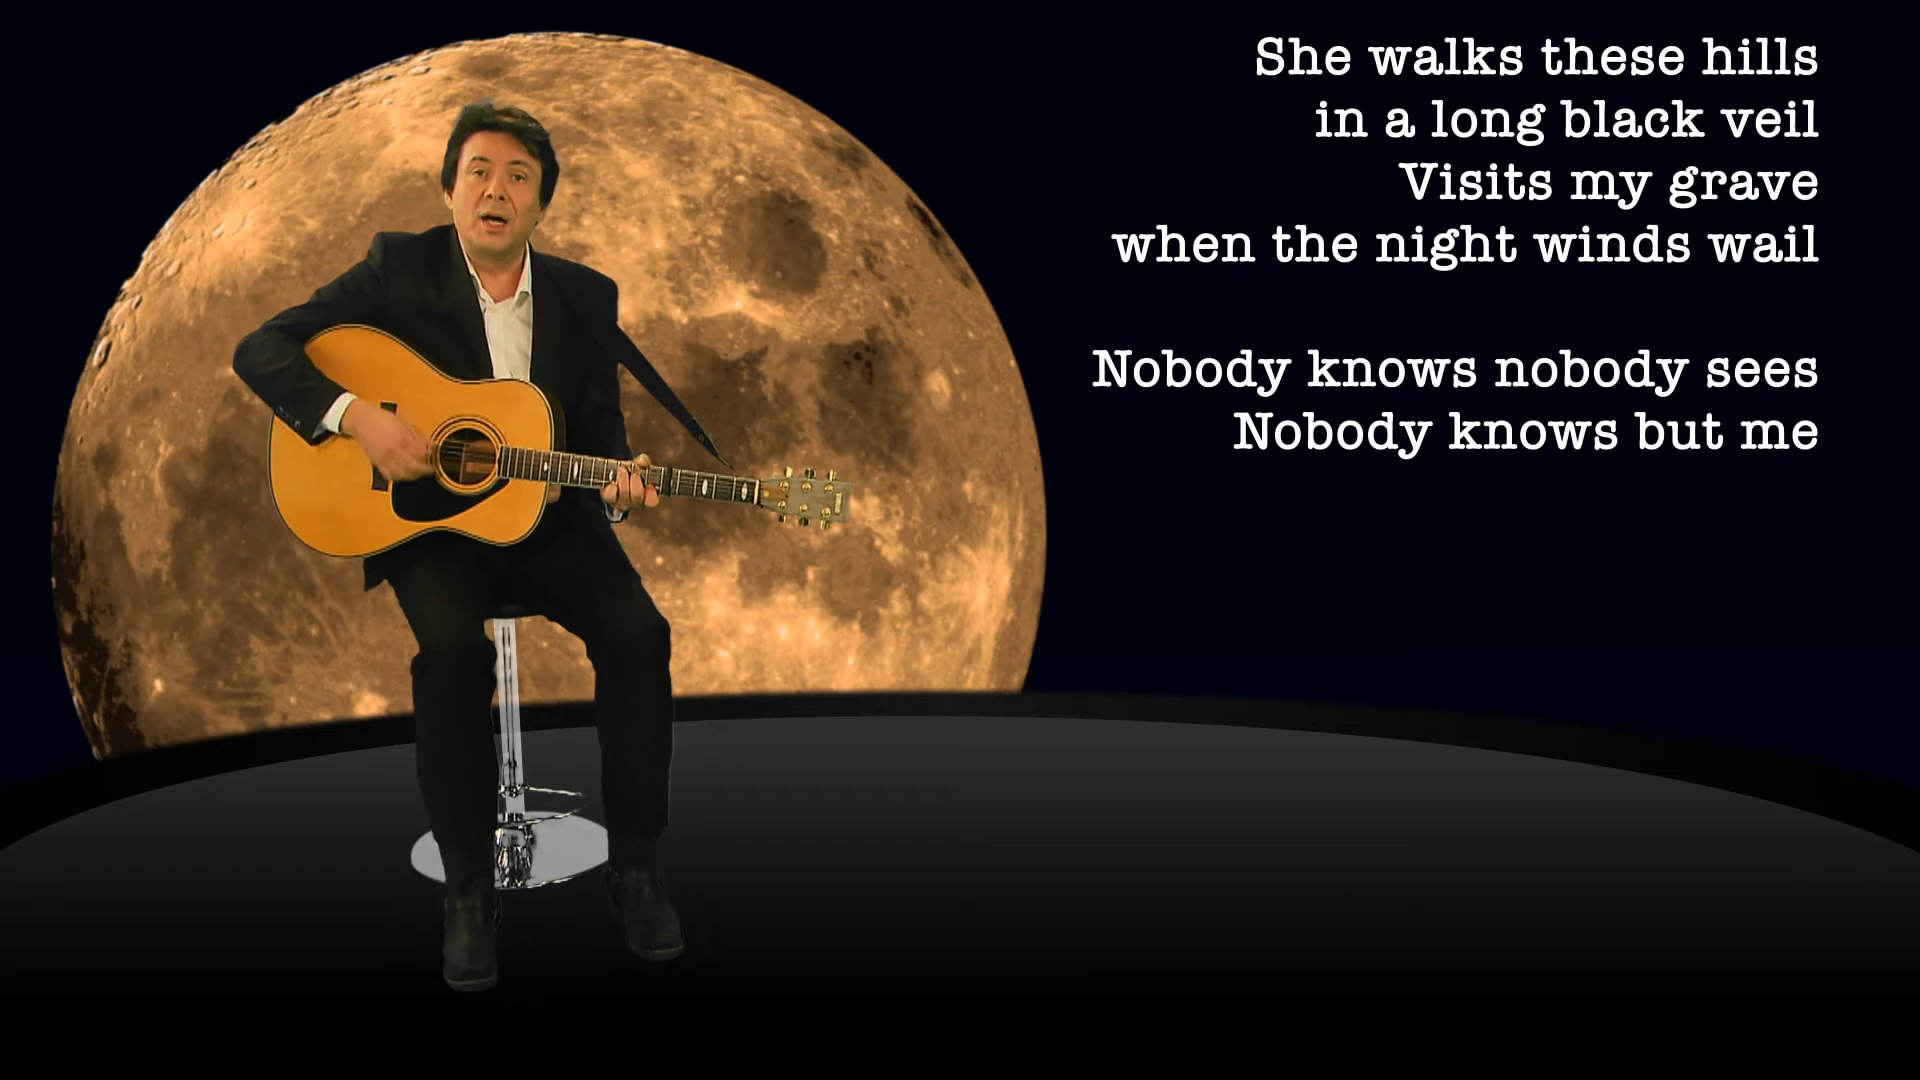 She walks these hills
in a long black veil
Visits my grave
when the night winds wail
Nobody knows nobody sees
Nobody knows but me